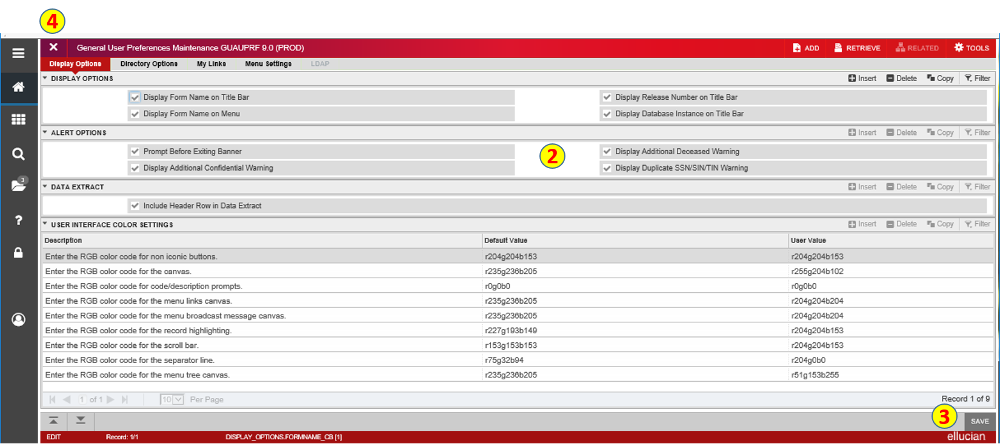 4
General User Preferences Maintenance GUAUPRF 9.0 (PROD) ADD RETRIEVE RELATED TOOLS
Display Options Directory Options My Links Menu Settings LDAP
DISPLAY OPTIONS Insert Delete Copy Filter
Display Form Name on Title Bar Display Release Number on Title Bar
Display Form Name on Menu Display Database Instance on Title Bar
ALERT OPTIONS Insert Delete Copy Filter
Prompt Before Exiting Banner 2 Display Additional Deceased Warning
Display Additional Confidential Warning Display Duplicate SSN/SIN/TIN Warning
3
DATA EXTRACT Insert Delete Copy Filter
Include Header Row in Data Extract
?
USER INTERFACE COLOR SETTINGS Insert Delete Copy Filter
Description Default Value User Value
Enter the RGB color code for non iconic buttons. r204g204b153 r204g204b153
Enter the RGB color code for the canvas. r235g236b205 r255g204b102
Enter the RGB color code for code/description prompts. r0g0b0 r0g0b0
Enter the RGB color code for the menu links canvas. r235g236b205 r204g204b204
Enter the RGB color code for the menu broadcast message canvas. r235g236b205 r204g204b204
Enter the RGB color code for the record highlighting. r227g193b149 r204g204b153
Enter the RGB color code for the scroll bar. r153g153b153 r204g204b153
Enter the RGB color code for the separator line. r75g32b94 r204g0b0
Enter the RGB color code for the menu tree canvas. r235g236b205 r51g153b255
1 of 1 10 Per Page Record 1 of 9
3 SAVE
EDIT Record: 1/1 DISPLAY_OPTIONS.FORMNAME_CB [1] ellucian